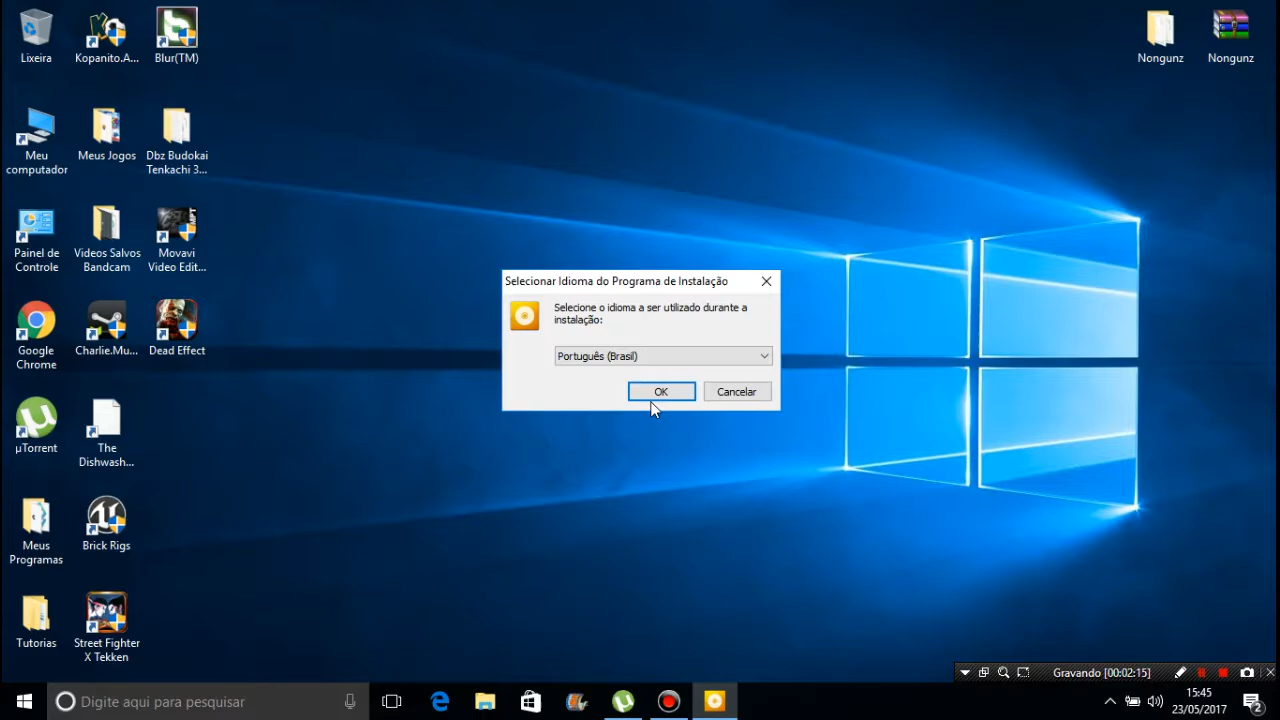 Lixeira
Kopanito.A...
Blur(TM)
Nongunz
Nongunz
Meu
computador
Meus Jogos
Dbz Budokai
Tenkachi 3...
Painel de
Controle
Videos Salvos
Bandcam
Movavi
Video Edit...
Selecionar Idioma do Programa de Instalação
Selecione o idioma a ser utilizado durante a
instalação:
Português (Brasil)
OK
Cancelar
Google
Chrome
Charlie.Mu...
Dead Effect
µTorrent
The
Dishwash...
Meus
Programas
Brick Rigs
Tutorias
Street Fighter
X Tekken
Gravando [00:02:15]
Digite aqui para pesquisar
15:45
23/05/2017
2